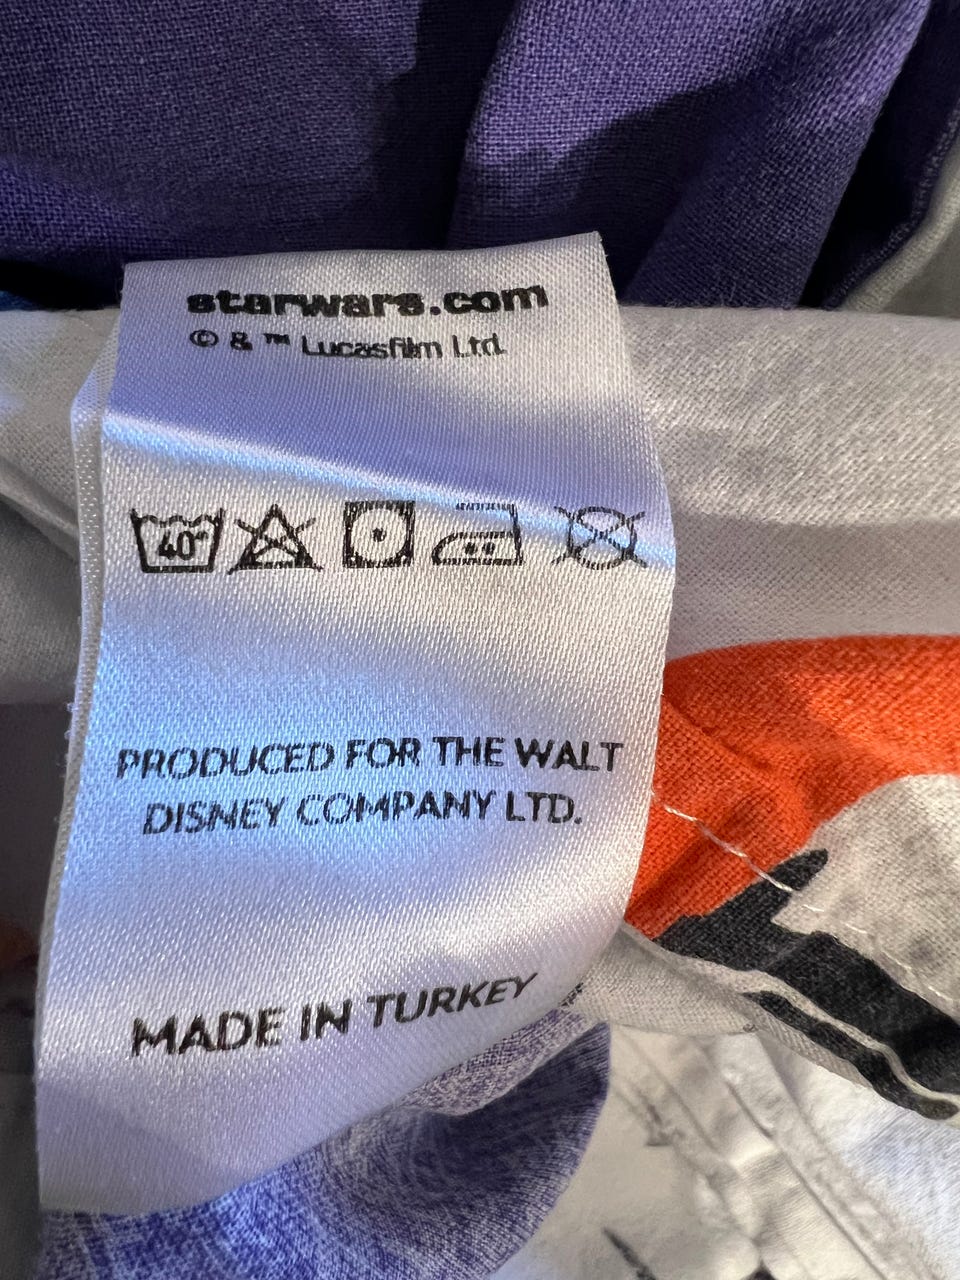 starwars.com
© & ™ Lucasfilm Ltd.
40°
PRODUCED FOR THE WALT
DISNEY COMPANY LTD.
MADE IN TURKEY